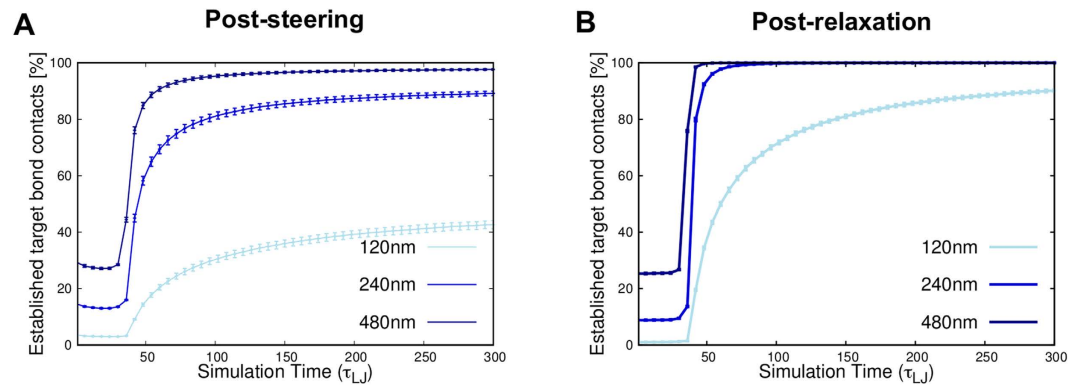 A
Post-steering
Established target bond contacts [%]
100
80
60
40
20
0
50
100
150
200
250
300
Simulation Time (τLJ)
120nm
240nm
480nm
B
Post-relaxation
Established target bond contacts [%]
100
80
60
40
20
0
50
100
150
200
250
300
Simulation Time (τLJ)
120nm
240nm
480nm